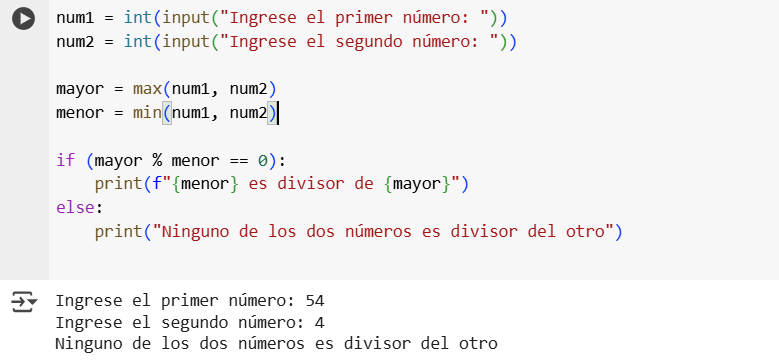 num1 = int(input("Ingrese el primer número: "))
num2 = int(input("Ingrese el segundo número: "))
mayor = max(num1, num2)
menor = min(num1, num2)
if (mayor % menor == 0):
    print(f"{menor} es divisor de {mayor}")
else:
    print("Ninguno de los dos números es divisor del otro")
Ingrese el primer número: 54
Ingrese el segundo número: 4
Ninguno de los dos números es divisor del otro